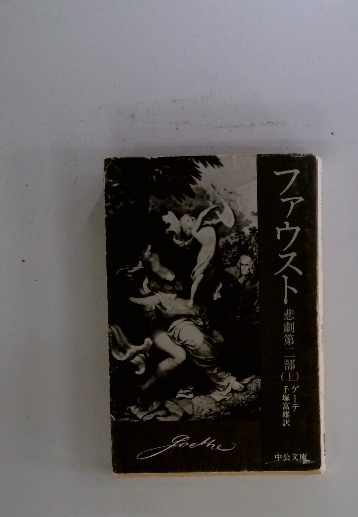 ファウスト
悲劇第二部(上)
ゲーテ
手塚富雄訳
中公文庫
Goethe